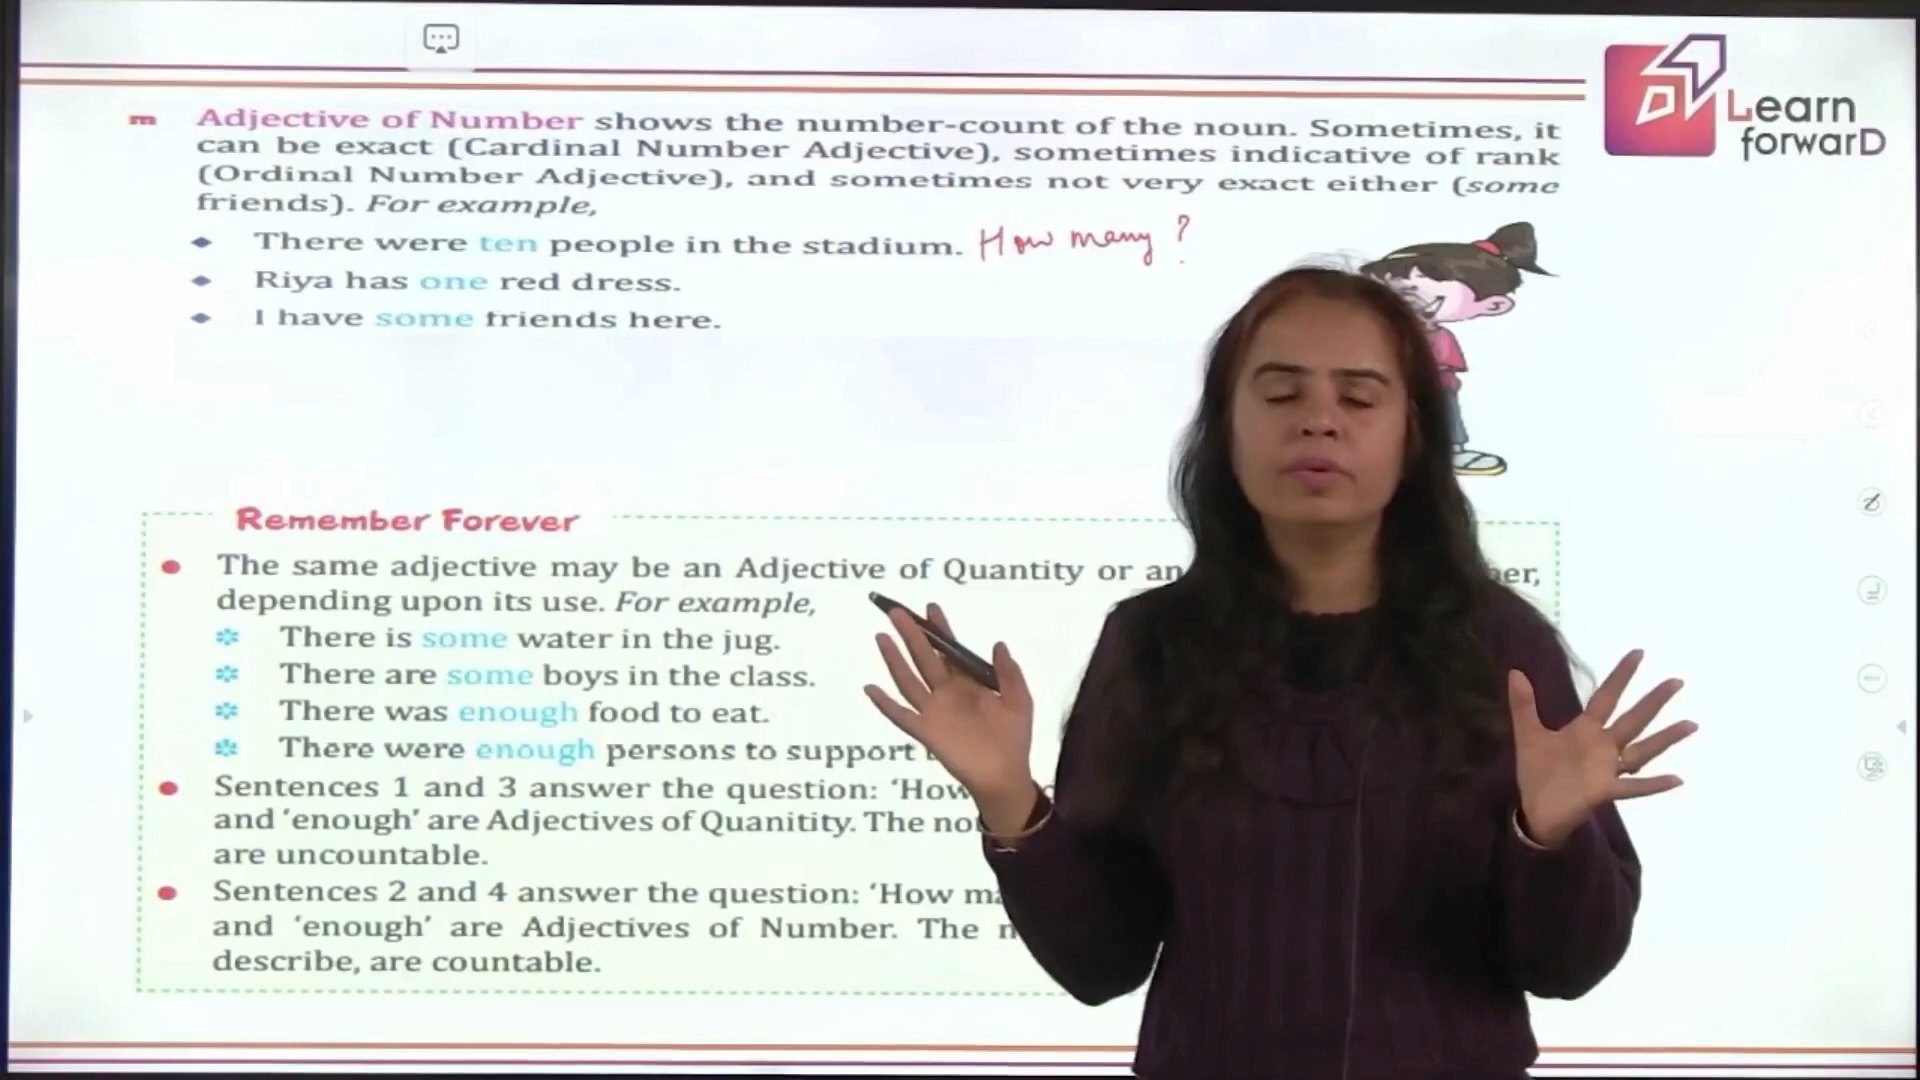 Learn
forwarD
m Adjective of Number shows the number-count of the noun. Sometimes, it
can be exact (Cardinal Number Adjective), sometimes indicative of rank
(Ordinal Number Adjective), and sometimes not very exact either (some
friends). For example,
There were ten people in the stadium. How many ?
Riya has one red dress.
I have some friends here.
Remember Forever
The same adjective may be an Adjective of Quantity or an
depending upon its use. For example,
There is some water in the jug.
There are some boys in the class.
There was enough food to eat.
There were enough persons to support
Sentences 1 and 3 answer the question: ‘How
and ‘enough’ are Adjectives of Quanitity. The
are uncountable.
Sentences 2 and 4 answer the question: ‘How
and ‘enough’ are Adjectives of Number. The
describe, are countable.